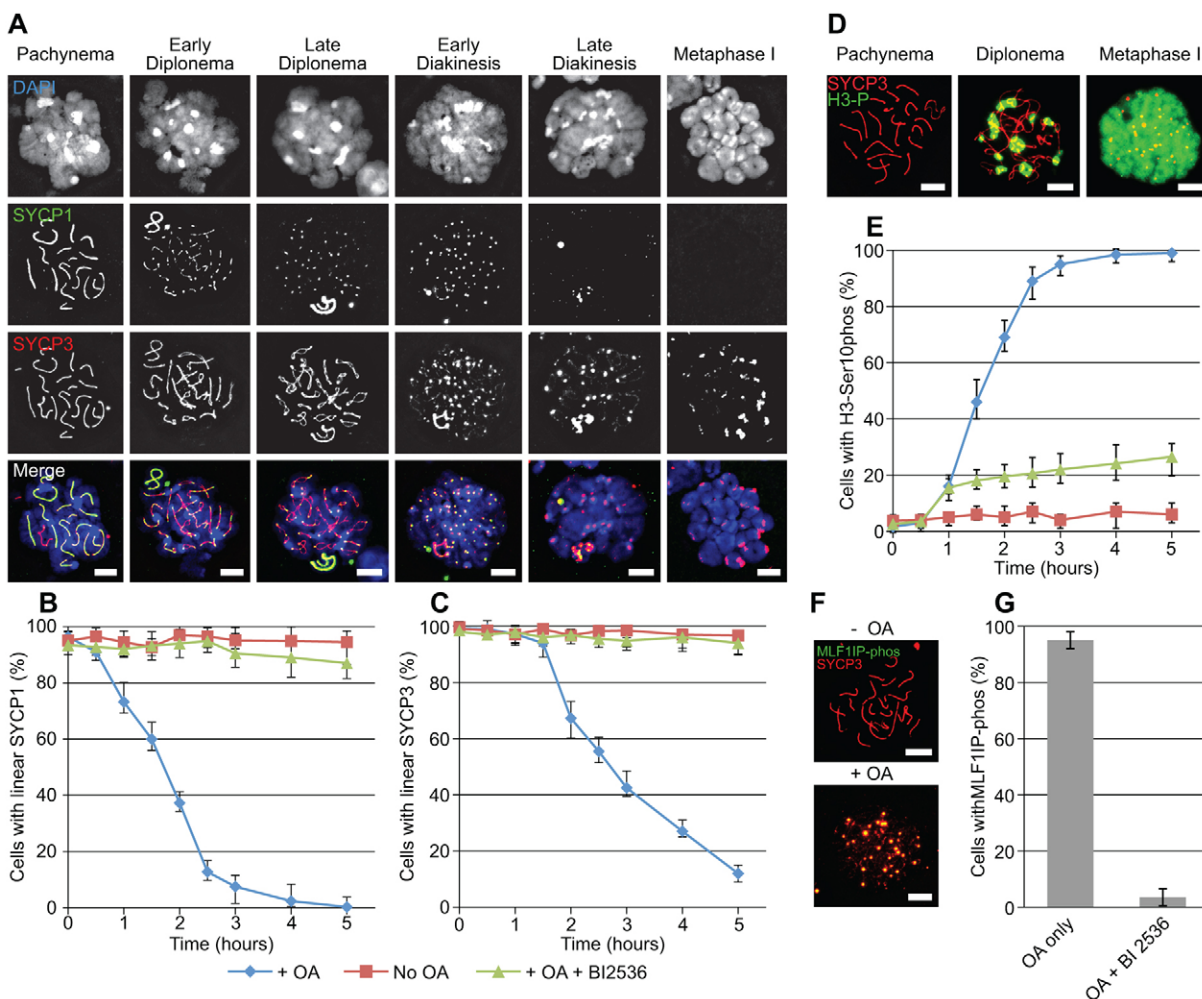 A
Pachynema
Early
Diplonema
Late
Diplonema
Early
Diakinesis
Late
Diakinesis
Metaphase I
DAPI
SYCP1
SYCP3
Merge
B
Cells with linear SYCP1 (%)
100
80
60
40
20
0
0 1 2 3 4 5
Time (hours)
C
Cells with linear SYCP3 (%)
100
80
60
40
20
0
0 1 2 3 4 5
Time (hours)
+ OA
No OA
+ OA + BI2536
D
Pachynema
Diplonema
Metaphase I
SYCP3
H3-P
E
Cells with H3-Ser10phos (%)
100
80
60
40
20
0
0 1 2 3 4 5
Time (hours)
F
- OA
MLF1IP-phos
SYCP3
+ OA
G
Cells withMLF1IP-phos (%)
100
80
60
40
20
0
OA only
OA + BI 2536